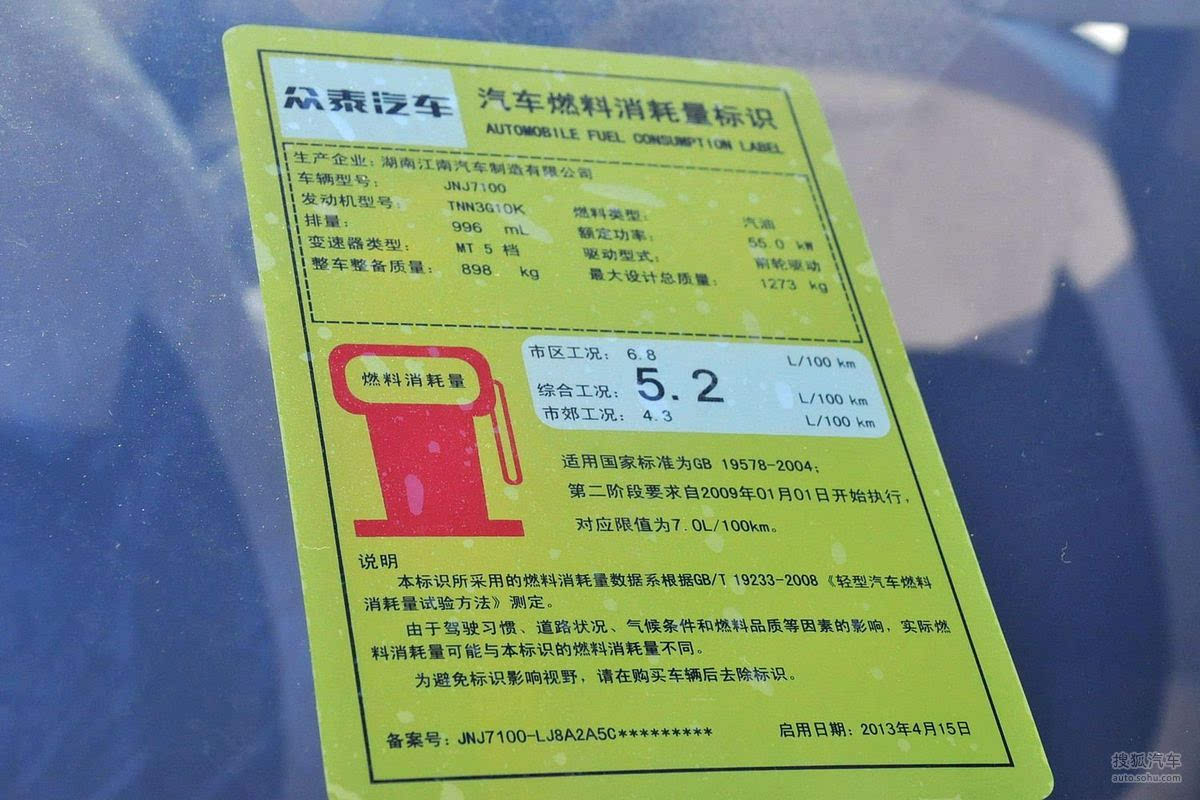 众泰汽车 汽车燃料消耗量标识
AUTOMOBILE FUEL CONSUMPTION LABEL
生产企业: 湖南江南汽车制造有限公司
车辆型号: JNJ7100
发动机型号: TNN3G10K 燃料类型: 汽油
排量: 996 mL 额定功率: 55.0 kW
变速器类型: MT 5 档 驱动型式: 前轮驱动
整车整备质量: 898 kg 最大设计总质量: 1273 kg
燃料消耗量
市区工况: 6.8 L/100 km
综合工况: 5.2 L/100 km
市郊工况: 4.3 L/100 km
适用国家标准为GB 19578-2004;
第二阶段要求自2009年01月01日开始执行,
对应限值为7.0L/100km。
说明
本标识所采用的燃料消耗量数据系根据GB/T 19233-2008《轻型汽车燃料
消耗量试验方法》测定。
由于驾驶习惯、道路状况、气候条件和燃料品质等因素的影响, 实际燃
料消耗量可能与本标识的燃料消耗量不同。
为避免标识影响视野, 请在购买车辆后去除标识。
备案号: JNJ7100-LJ8A2A5C********* 启用日期: 2013年4月15日
搜狐汽车
auto.sohu.com